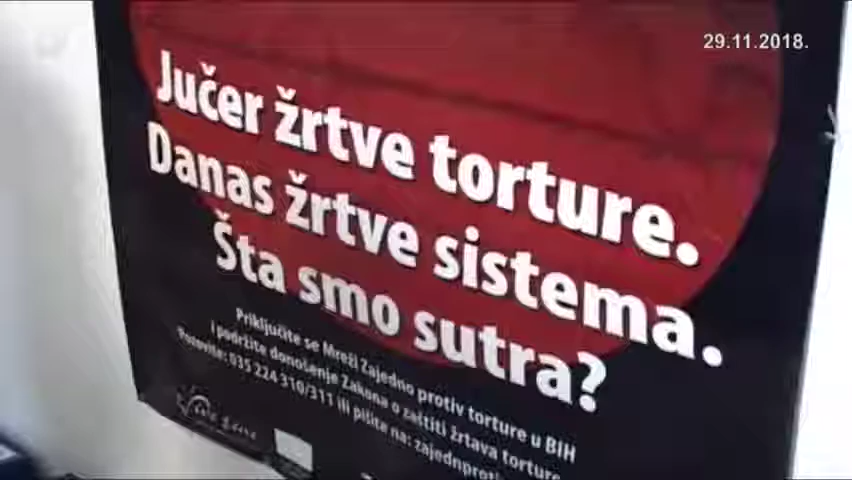 29.11.2018.
Jučer žrtve torture.
Danas žrtve sistema.
Šta smo sutra?
Priključite se Mreži Zajedno protiv torture u BIH
i podržite donošenje Zakona o zaštiti žrtava torture
Pozovite: 035 224 310/311 ili pišite na: zajednoproti